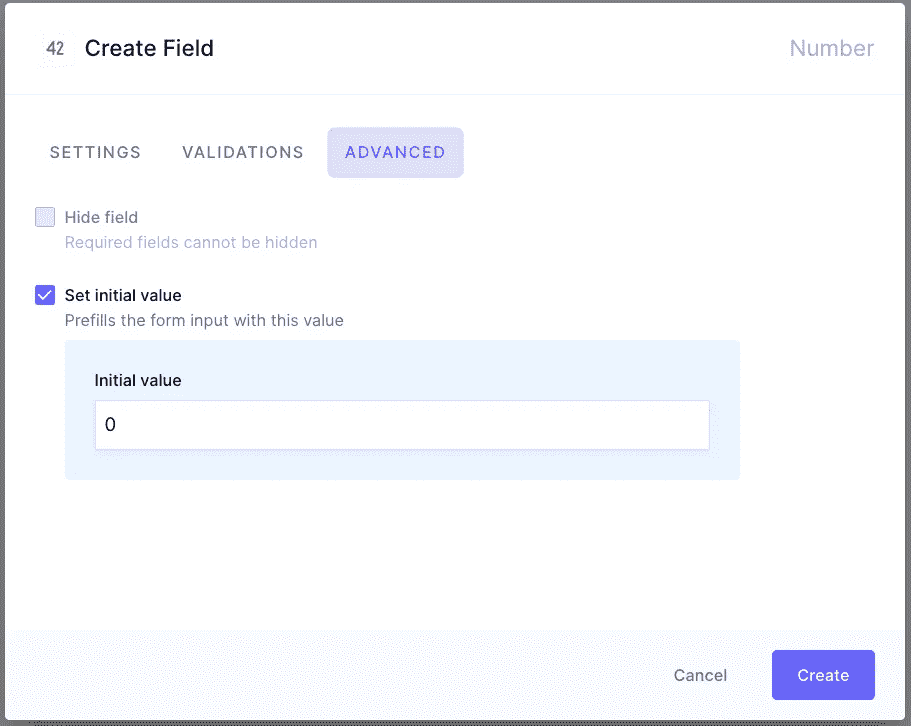 42 Create Field Number
SETTINGS VALIDATIONS ADVANCED
Hide field
Required fields cannot be hidden
Set initial value
Prefills the form input with this value
Initial value
0
Cancel Create